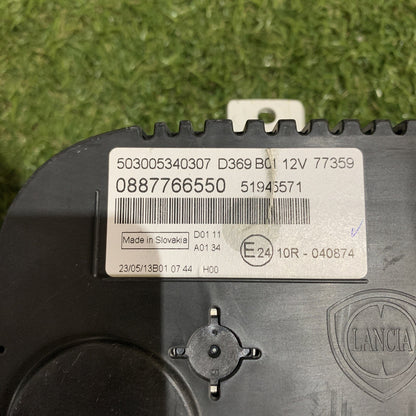 503005340307 D369 B01 12V 77359
0887766550 51945571
Made in Slovakia D01 11
A01 34
E24 10R - 040874
23/05/13B01 07 44 H00
LANCIA